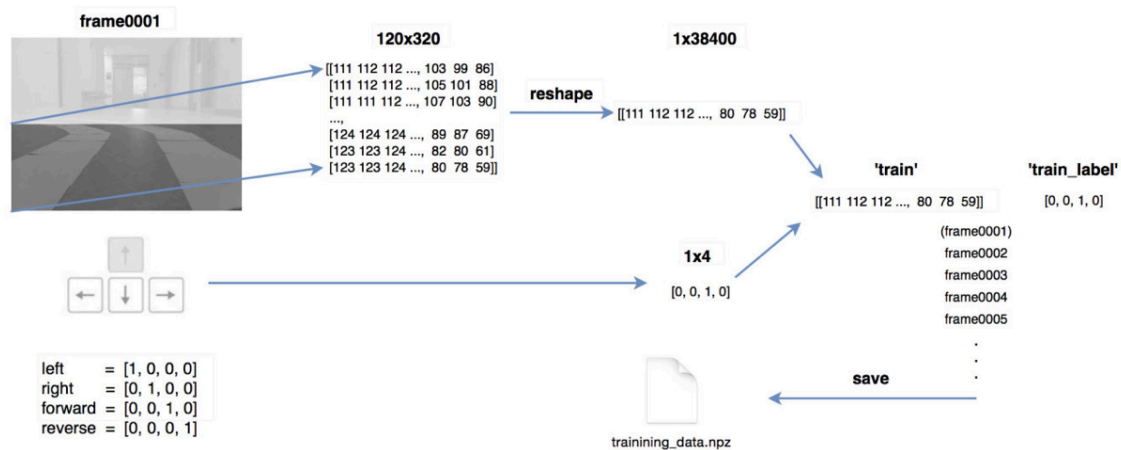 frame0001
120x320
1x38400
[[111 112 112 ..., 103 99 86]
[111 112 112 ..., 105 101 88]
[111 111 112 ..., 107 103 90]
...,
[124 124 124 ..., 89 87 69]
[123 123 124 ..., 82 80 61]
[123 123 124 ..., 80 78 59]]
reshape
[[111 112 112 ..., 80 78 59]]
'train'
'train_label'
[[111 112 112 ..., 80 78 59]]
[0, 0, 1, 0]
(frame0001)
frame0002
frame0003
frame0004
frame0005
.
.
.
1x4
[0, 0, 1, 0]
left = [1, 0, 0, 0]
right = [0, 1, 0, 0]
forward = [0, 0, 1, 0]
reverse = [0, 0, 0, 1]
save
trainining_data.npz